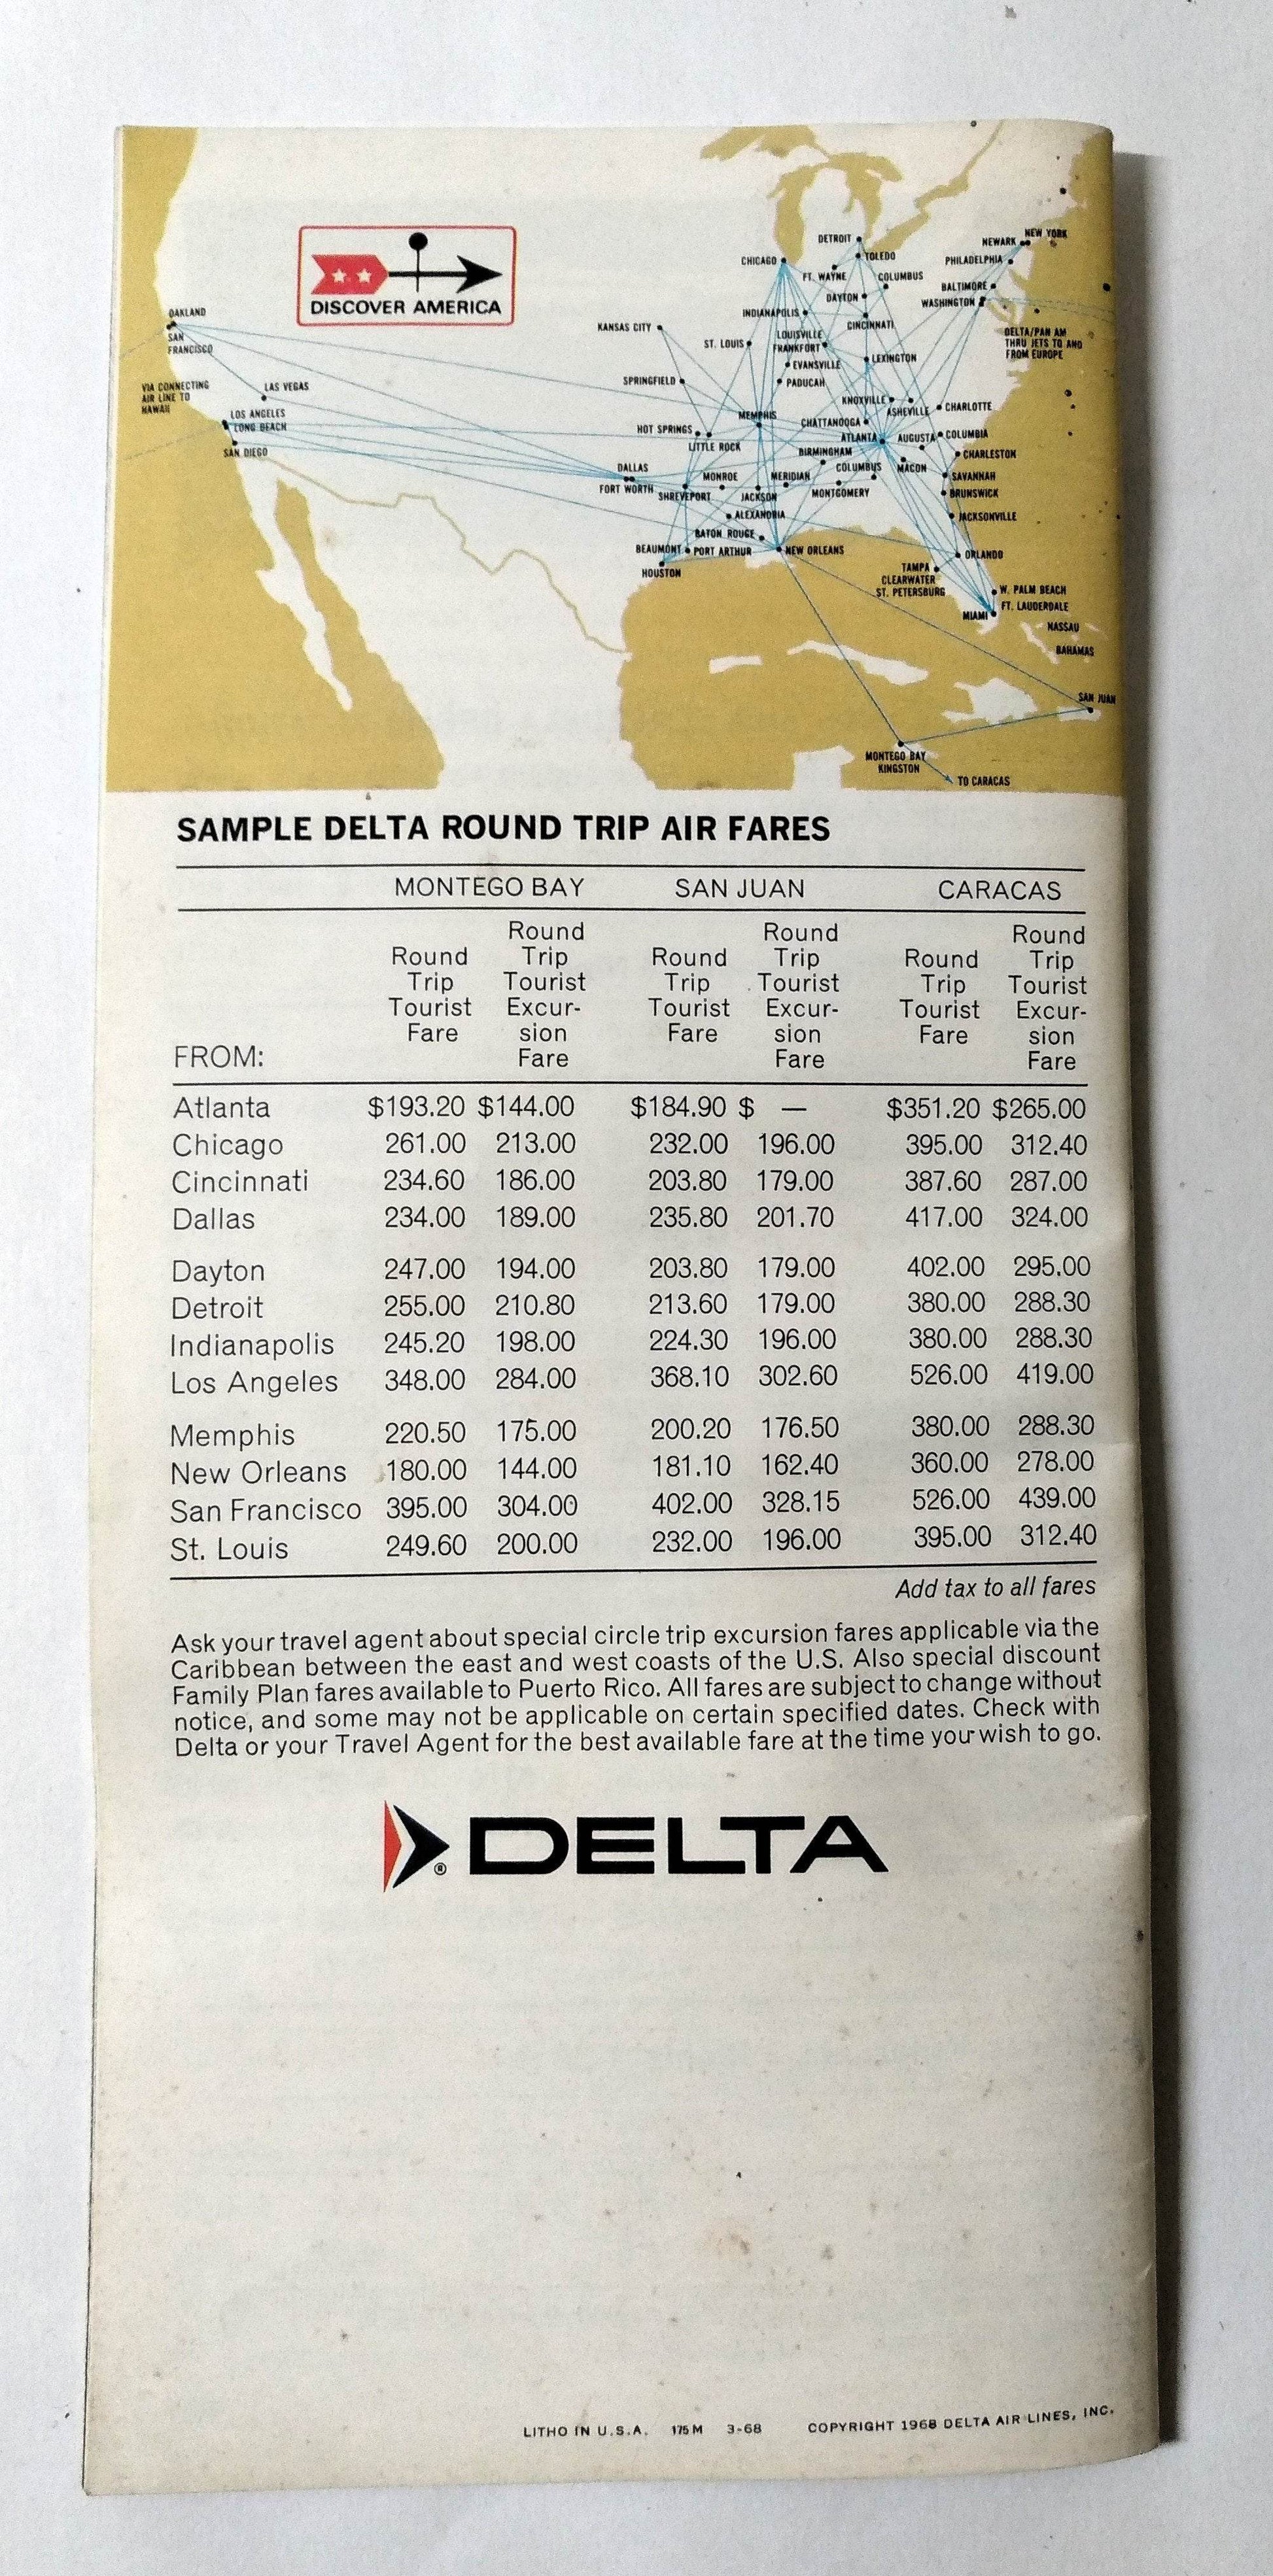 DISCOVER AMERICA
OAKLAND
SAN
FRANCISCO
VIA CONNECTING
AIR LINE TO
HAWAII
LAS VEGAS
LOS ANGELES
LONG BEACH
SAN DIEGO
KANSAS CITY
SPRINGFIELD
HOT SPRINGS
LITTLE ROCK
DALLAS
FORT WORTH
SHREVEPORT
MONROE
JACKSON
MERIDIAN
ALEXANDRIA
BATON ROUGE
BEAUMONT
PORT ARTHUR
HOUSTON
NEW ORLEANS
DETROIT
TOLEDO
CHICAGO
FT. WAYNE
COLUMBUS
DAYTON
INDIANAPOLIS
CINCINNATI
ST. LOUIS
LOUISVILLE
FRANKFORT
LEXINGTON
EVANSVILLE
PADUCAH
MEMPHIS
KNOXVILLE
ASHEVILLE
CHARLOTTE
CHATTANOOGA
ATLANTA
AUGUSTA
COLUMBIA
BIRMINGHAM
COLUMBUS
MACON
CHARLESTON
SAVANNAH
MONTGOMERY
BRUNSWICK
JACKSONVILLE
ORLANDO
TAMPA
CLEARWATER
ST. PETERSBURG
W. PALM BEACH
FT. LAUDERDALE
MIAMI
NASSAU
BAHAMAS
NEW YORK
NEWARK
PHILADELPHIA
BALTIMORE
WASHINGTON
DELTA/PAN AM
THRU JETS TO AND
FROM EUROPE
SAN JUAN
MONTEGO BAY
KINGSTON
TO CARACAS
SAMPLE DELTA ROUND TRIP AIR FARES
MONTEGO BAY SAN JUAN CARACAS
Round Round Round
Round Trip Round Trip Round Trip
Trip Tourist Trip Tourist Trip Tourist
Tourist Excur- Tourist Excur- Tourist Excur-
Fare sion Fare sion Fare sion
FROM: Fare Fare Fare
Atlanta $193.20 $144.00 $184.90 $ — $351.20 $265.00
Chicago 261.00 213.00 232.00 196.00 395.00 312.40
Cincinnati 234.60 186.00 203.80 179.00 387.60 287.00
Dallas 234.00 189.00 235.80 201.70 417.00 324.00
Dayton 247.00 194.00 203.80 179.00 402.00 295.00
Detroit 255.00 210.80 213.60 179.00 380.00 288.30
Indianapolis 245.20 198.00 224.30 196.00 380.00 288.30
Los Angeles 348.00 284.00 368.10 302.60 526.00 419.00
Memphis 220.50 175.00 200.20 176.50 380.00 288.30
New Orleans 180.00 144.00 181.10 162.40 360.00 278.00
San Francisco 395.00 304.00 402.00 328.15 526.00 439.00
St. Louis 249.60 200.00 232.00 196.00 395.00 312.40
Add tax to all fares
Ask your travel agent about special circle trip excursion fares applicable via the
Caribbean between the east and west coasts of the U.S. Also special discount
Family Plan fares available to Puerto Rico. All fares are subject to change without
notice, and some may not be applicable on certain specified dates. Check with
Delta or your Travel Agent for the best available fare at the time you wish to go.
® DELTA
LITHO IN U.S.A. 175M 3-68 COPYRIGHT 1968 DELTA AIR LINES, INC.